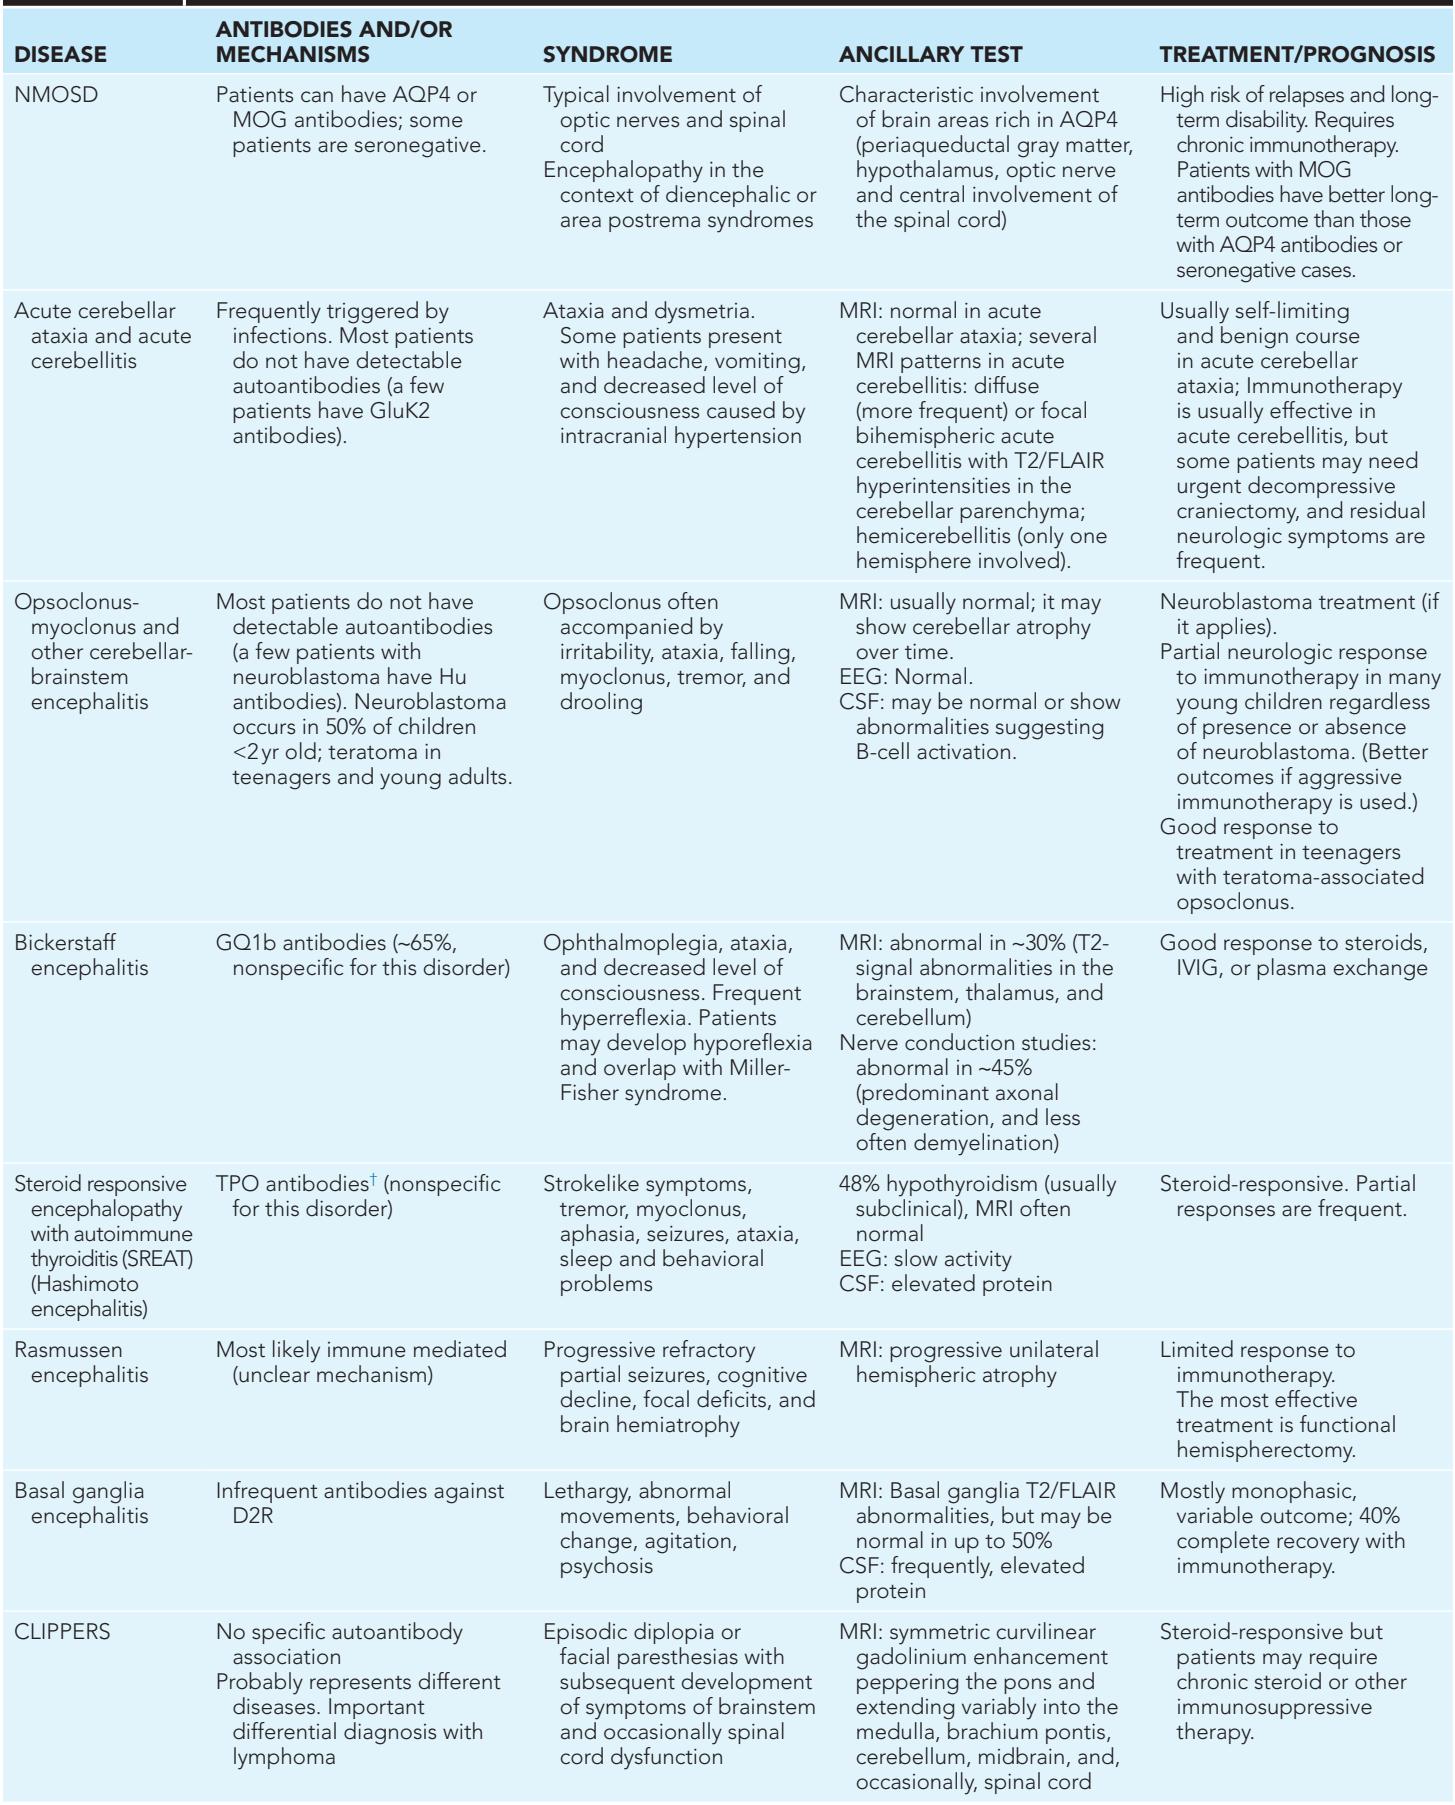 DISEASE
ANTIBODIES AND/OR
MECHANISMS
SYNDROME
ANCILLARY TEST
TREATMENT/PROGNOSIS
NMOSD
Patients can have AQP4 or
MOG antibodies; some
patients are seronegative.
Typical involvement of
optic nerves and spinal
cord
Encephalopathy in the
context of diencephalic or
area postrema syndromes
Characteristic involvement
of brain areas rich in AQP4
(periaqueductal gray matter,
hypothalamus, optic nerve
and central involvement of
the spinal cord)
High risk of relapses and long-
term disability. Requires
chronic immunotherapy.
Patients with MOG
antibodies have better long-
term outcome than those
with AQP4 antibodies or
seronegative cases.
Acute cerebellar
ataxia and acute
cerebellitis
Frequently triggered by
infections. Most patients
do not have detectable
autoantibodies (a few
patients have GluK2
antibodies).
Ataxia and dysmetria.
Some patients present
with headache, vomiting,
and decreased level of
consciousness caused by
intracranial hypertension
MRI: normal in acute
cerebellar ataxia; several
MRI patterns in acute
cerebellitis: diffuse
(more frequent) or focal
bihemispheric acute
cerebellitis with T2/FLAIR
hyperintensities in the
cerebellar parenchyma;
hemicerebellitis (only one
hemisphere involved).
Usually self-limiting
and benign course
in acute cerebellar
ataxia; Immunotherapy
is usually effective in
acute cerebellitis, but
some patients may need
urgent decompressive
craniectomy, and residual
neurologic symptoms are
frequent.
Opsoclonus-
myoclonus and
other cerebellar-
brainstem
encephalitis
Most patients do not have
detectable autoantibodies
(a few patients with
neuroblastoma have Hu
antibodies). Neuroblastoma
occurs in 50% of children
<2 yr old; teratoma in
teenagers and young adults.
Opsoclonus often
accompanied by
irritability, ataxia, falling,
myoclonus, tremor, and
drooling
MRI: usually normal; it may
show cerebellar atrophy
over time.
EEG: Normal.
CSF: may be normal or show
abnormalities suggesting
B-cell activation.
Neuroblastoma treatment (if
it applies).
Partial neurologic response
to immunotherapy in many
young children regardless
of presence or absence
of neuroblastoma. (Better
outcomes if aggressive
immunotherapy is used.)
Good response to
treatment in teenagers
with teratoma-associated
opsoclonus.
Bickerstaff
encephalitis
GQ1b antibodies (~65%,
nonspecific for this disorder)
Ophthalmoplegia, ataxia,
and decreased level of
consciousness. Frequent
hyperreflexia. Patients
may develop hyporeflexia
and overlap with Miller-
Fisher syndrome.
MRI: abnormal in ~30% (T2-
signal abnormalities in the
brainstem, thalamus, and
cerebellum)
Nerve conduction studies:
abnormal in ~45%
(predominant axonal
degeneration, and less
often demyelination)
Good response to steroids,
IVIG, or plasma exchange
Steroid responsive
encephalopathy
with autoimmune
thyroiditis (SREAT)
(Hashimoto
encephalitis)
TPO antibodies† (nonspecific
for this disorder)
Strokelike symptoms,
tremor, myoclonus,
aphasia, seizures, ataxia,
sleep and behavioral
problems
48% hypothyroidism (usually
subclinical), MRI often
normal
EEG: slow activity
CSF: elevated protein
Steroid-responsive. Partial
responses are frequent.
Rasmussen
encephalitis
Most likely immune mediated
(unclear mechanism)
Progressive refractory
partial seizures, cognitive
decline, focal deficits, and
brain hemiatrophy
MRI: progressive unilateral
hemispheric atrophy
Limited response to
immunotherapy.
The most effective
treatment is functional
hemispherectomy.
Basal ganglia
encephalitis
Infrequent antibodies against
D2R
Lethargy, abnormal
movements, behavioral
change, agitation,
psychosis
MRI: Basal ganglia T2/FLAIR
abnormalities, but may be
normal in up to 50%
CSF: frequently, elevated
protein
Mostly monophasic,
variable outcome; 40%
complete recovery with
immunotherapy.
CLIPPERS
No specific autoantibody
association
Probably represents different
diseases. Important
differential diagnosis with
lymphoma
Episodic diplopia or
facial paresthesias with
subsequent development
of symptoms of brainstem
and occasionally spinal
cord dysfunction
MRI: symmetric curvilinear
gadolinium enhancement
peppering the pons and
extending variably into the
medulla, brachium pontis,
cerebellum, midbrain, and,
occasionally, spinal cord
Steroid-responsive but
patients may require
chronic steroid or other
immunosuppressive
therapy.